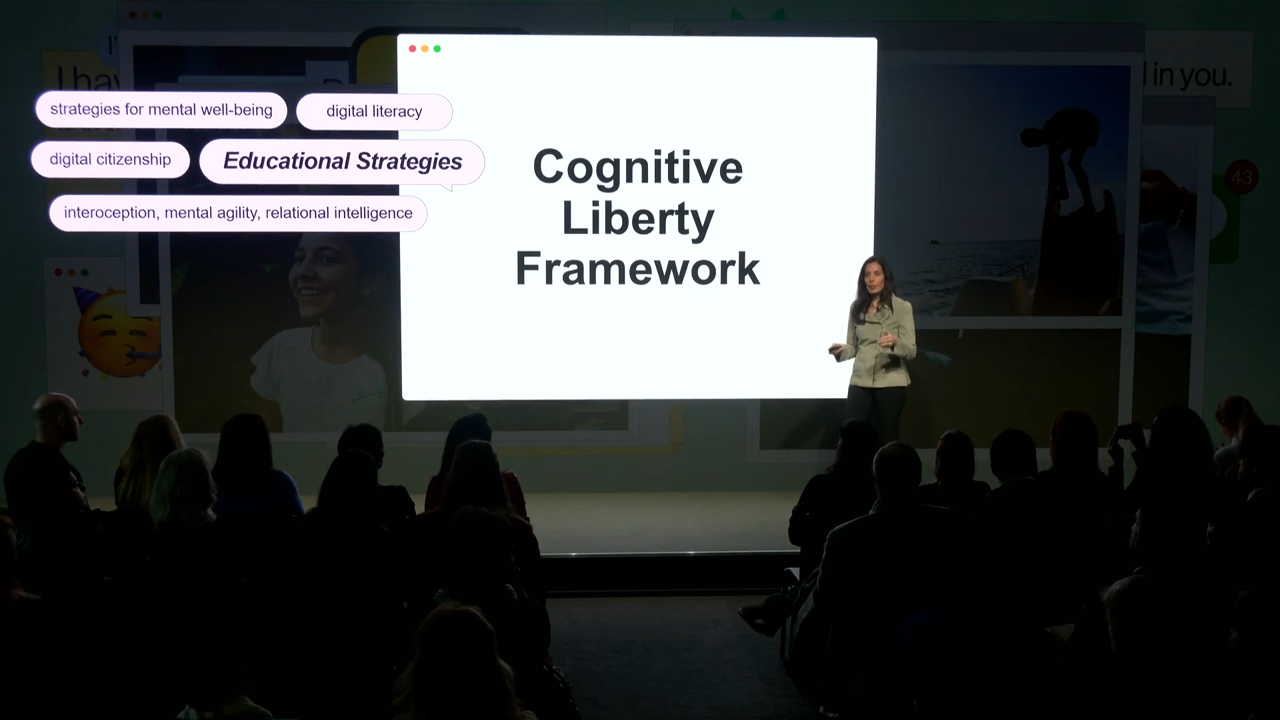 I hav
l in you.
strategies for mental well-being
digital literacy
digital citizenship
Educational Strategies
interoception, mental agility, relational intelligence
Cognitive
Liberty
Framework
43